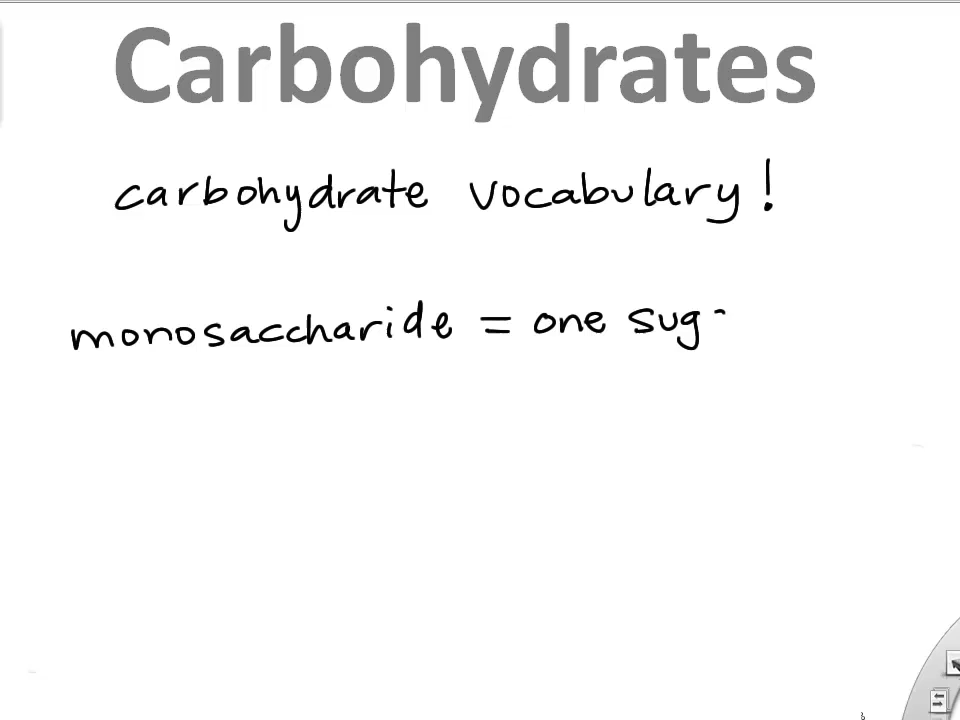 Carbohydrates
carbohydrate vocabulary!
monosaccharide = one sug